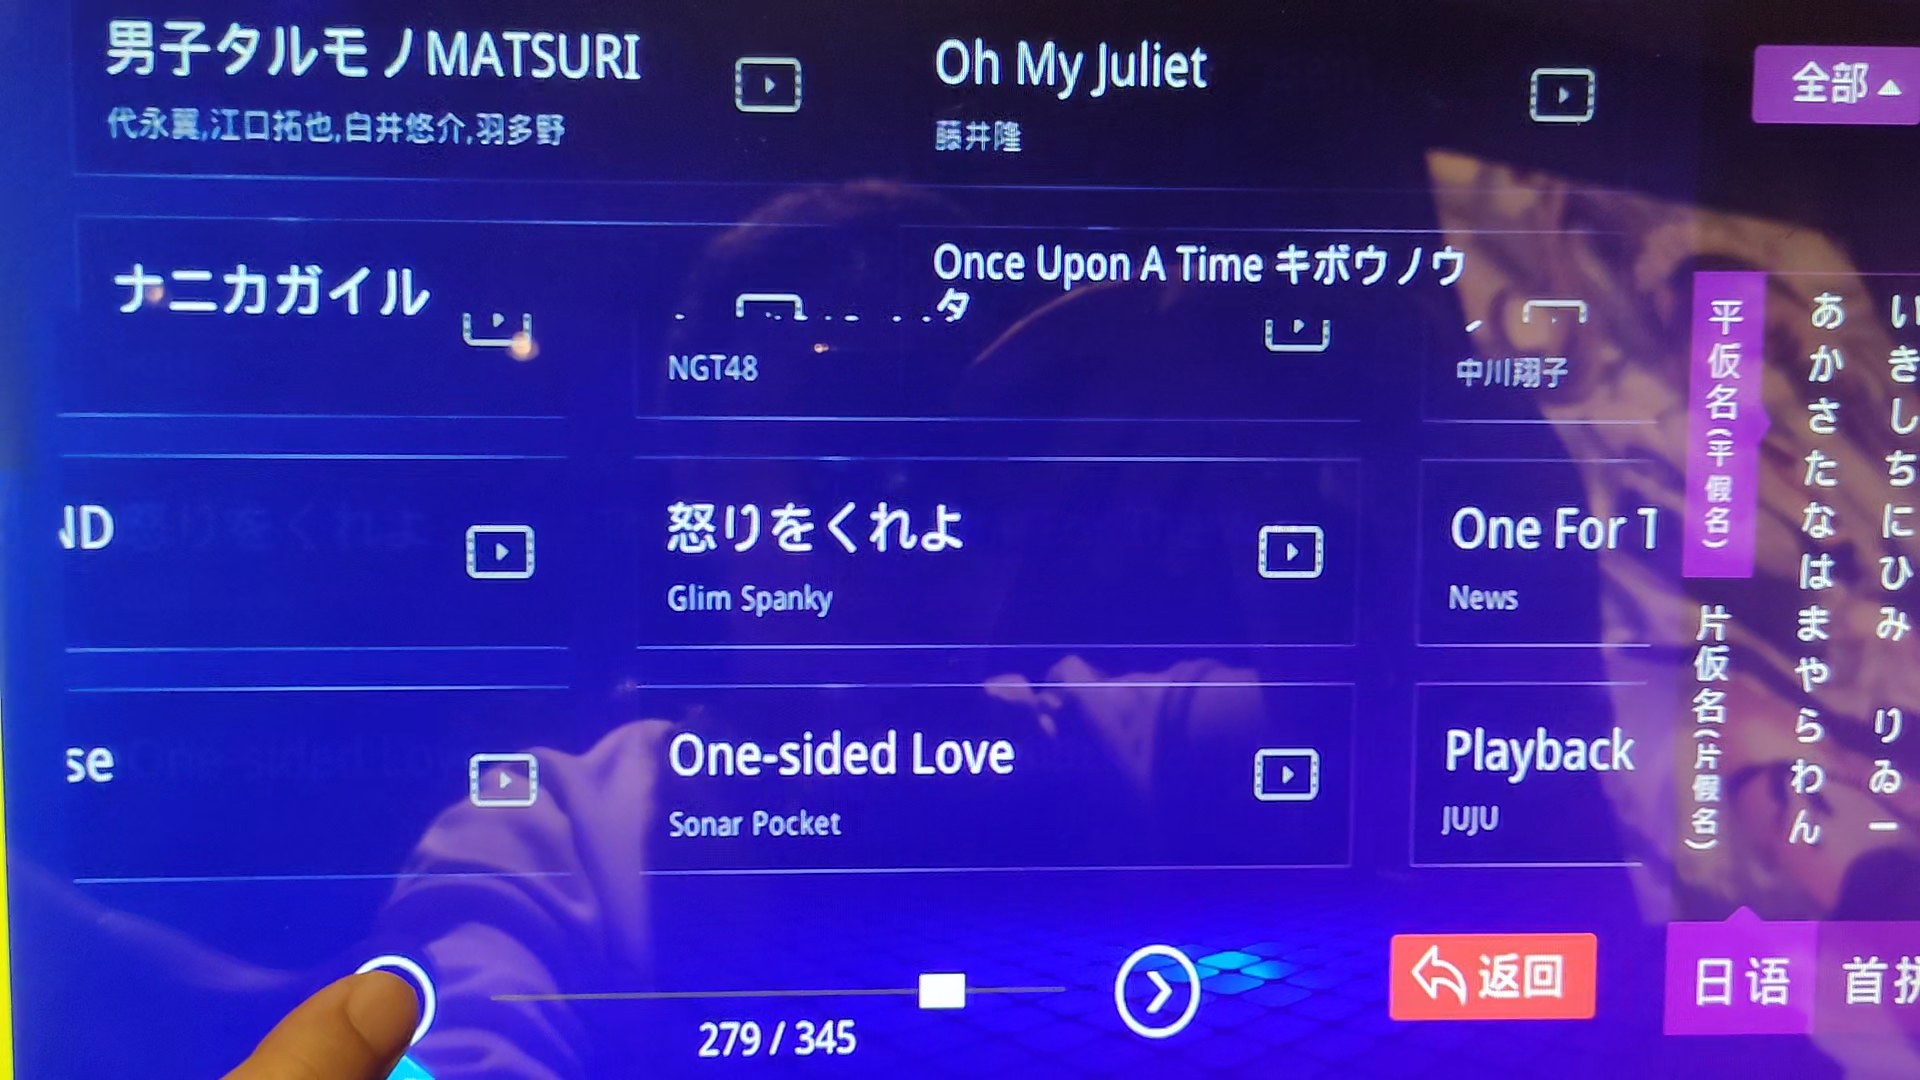 男子タルモノMATSURI
代永翼,江口拓也,白井悠介,羽多野
Oh My Juliet
藤井隆
全部
ナニカガイル
Once Upon A Time キボウノウ
タ
NGT48
中川翔子
ND
怒りをくれよ
Glim Spanky
One For T
News
se
One-sided Love
Sonar Pocket
Playback
JUJU
平仮名(平假名)
片仮名(片假名)
あかさたなはまやらわん
いきしちにひみ りゐー
279 / 345
返回
日语
首拼